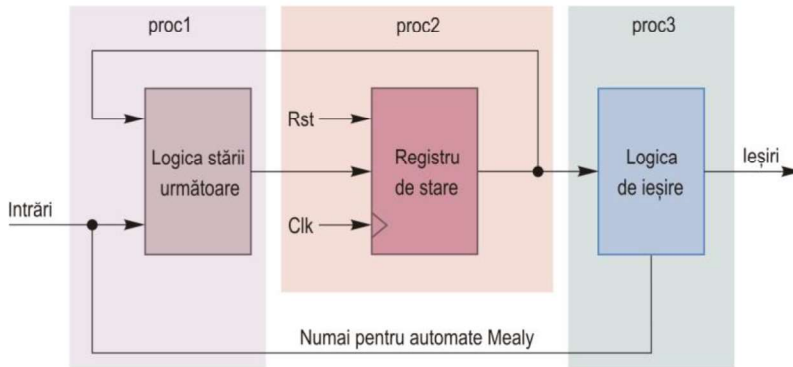 proc1
proc2
proc3
Rst
Logica stării
următoare
Registru
de stare
Logica
de ieșire
Ieșiri
Intrări
Clk
Numai pentru automate Mealy